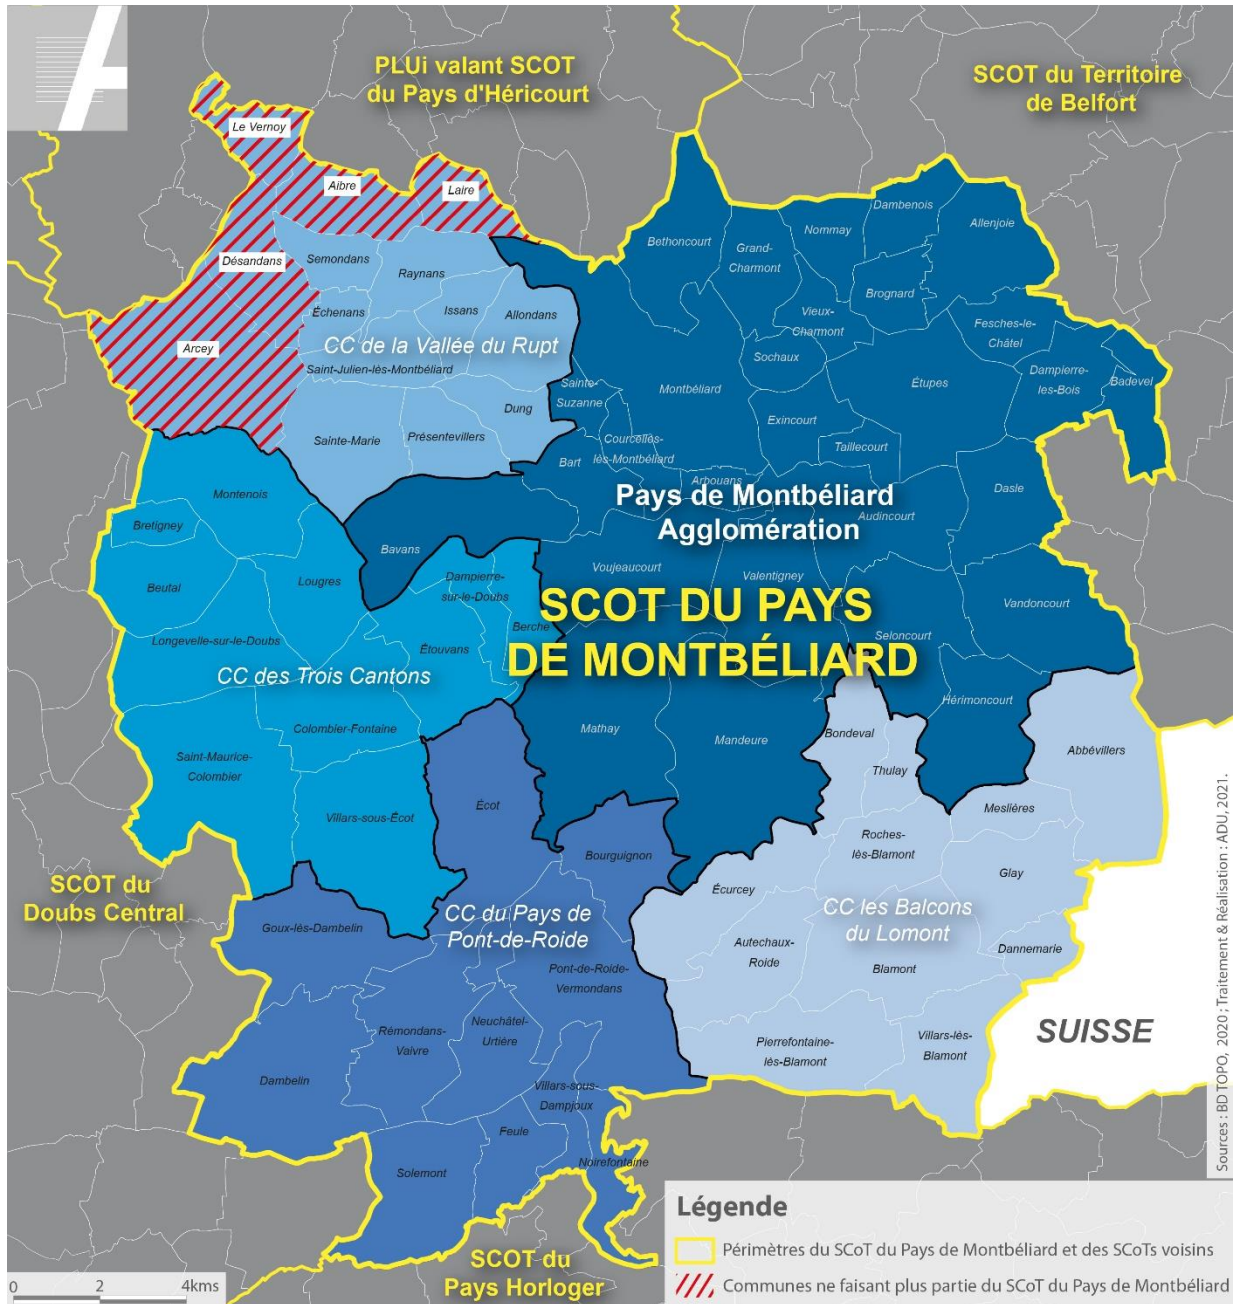 PLUi valant SCOT
du Pays d'Héricourt
SCOT du Territoire
de Belfort
Le Vernoy
Aibre
Laire
Désandans
Arcey
Semondans
Raynans
Échenans
Issans
Allondans
CC de la Vallée du Rupt
Saint-Julien-lès-Montbéliard
Dung
Sainte-Marie
Présentevillers
Bethoncourt
Grand-
Charmont
Nommay
Dambenois
Allenjoie
Brognard
Vieux-
Charmont
Fesches-le-
Châtel
Sochaux
Dampierre-
les-Bois
Badevel
Sainte-
Suzanne
Montbéliard
Étupes
Exincourt
Taillecourt
Courcelles-
lès-Montbéliard
Bart
Arbouans
Dasle
Pays de Montbéliard
Agglomération
Audincourt
Bavans
Voujeaucourt
Valentigney
Vandoncourt
SCOT DU PAYS
DE MONTBÉLIARD
Seloncourt
Hérimoncourt
Mathay
Mandeure
Montenois
Bretigney
Beutal
Lougres
Dampierre-
sur-le-Doubs
Berche
Longevelle-sur-le-Doubs
Étouvans
CC des Trois Cantons
Colombier-Fontaine
Saint-Maurice-
Colombier
Villars-sous-Écot
Écot
Bourguignon
Bondeval
Thulay
Abbévillers
Meslières
Roches-
lès-Blamont
Glay
Écurcey
CC les Balcons
du Lomont
Autechaux-
Roide
Dannemarie
Blamont
Pierrefontaine-
lès-Blamont
Villars-lès-
Blamont
SUISSE
SCOT du
Doubs Central
CC du Pays de
Pont-de-Roide
Goux-lès-Dambelin
Pont-de-Roide-
Vermondans
Rémondans-
Vaivre
Neuchâtel-
Urtière
Dambelin
Villars-sous-
Dampjoux
Feule
Solemont
Noirefontaine
SCOT du
Pays Horloger
Sources : BD TOPO, 2020 ; Traitement & Réalisation : ADU, 2021.
Légende
Périmètres du SCoT du Pays de Montbéliard et des SCoTs voisins
Communes ne faisant plus partie du SCoT du Pays de Montbéliard
0 2 4kms